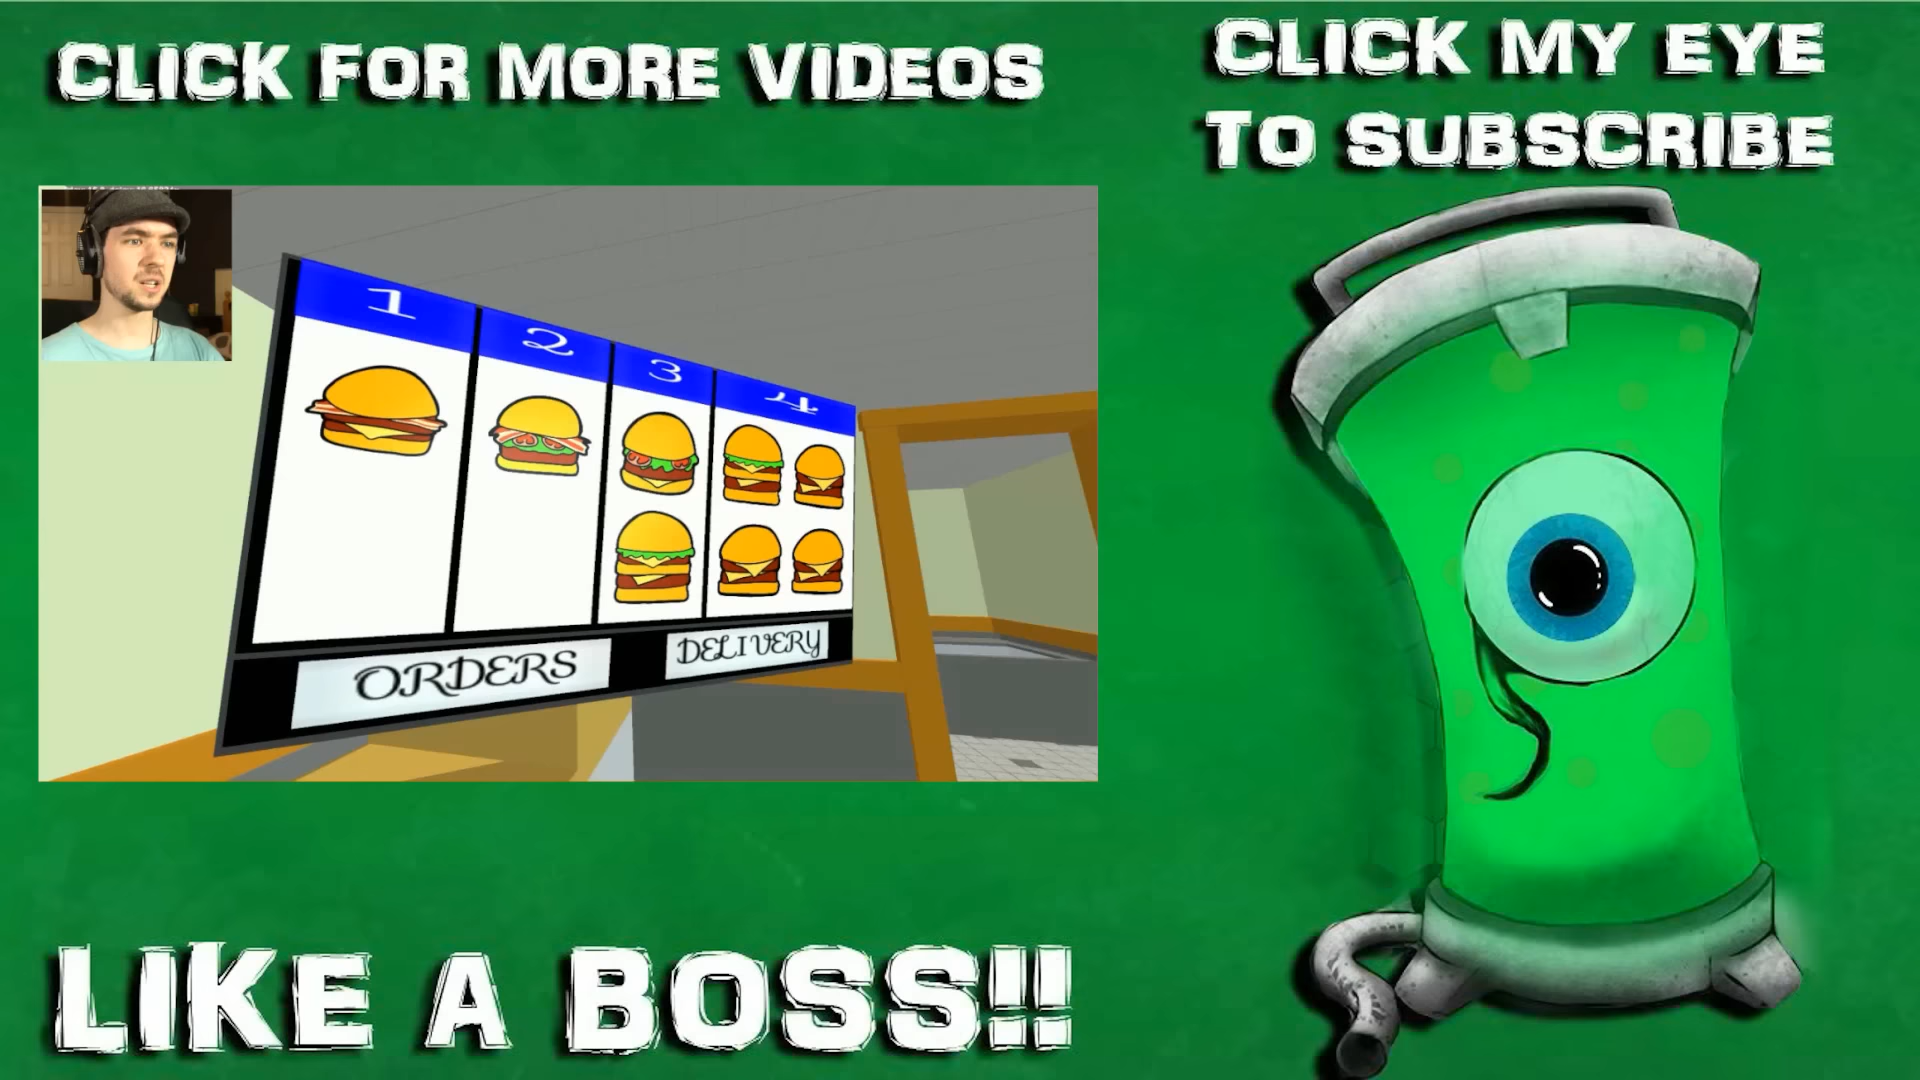 CLICK FOR MORE VIDEOS
CLICK MY EYE
TO SUBSCRIBE
1
2
3
4
ORDERS
DELIVERY
LIKE A BOSS!!